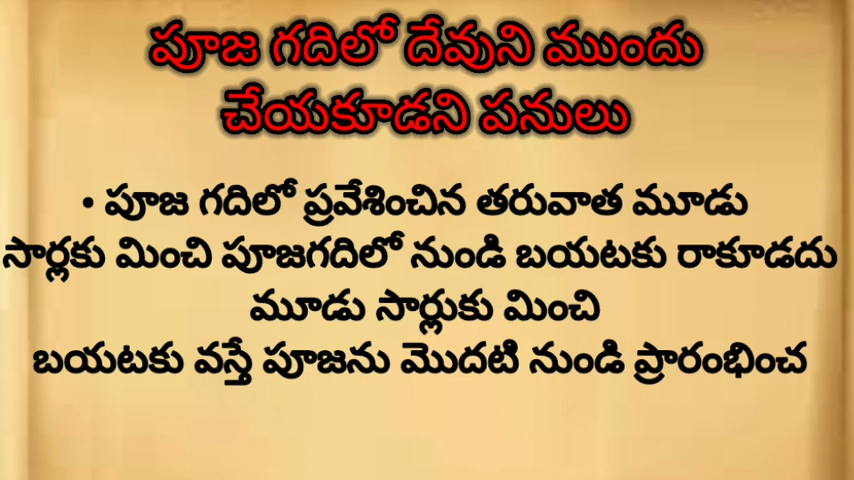 పూజ గదిలో దేవుని ముందు
చేయకూడని పనులు
• పూజ గదిలో ప్రవేశించిన తరువాత మూడు
సార్లకు మించి పూజగదిలో నుండి బయటకు రాకూడదు
మూడు సార్లుకు మించి
బయటకు వస్తే పూజను మొదటి నుండి ప్రారంభించ